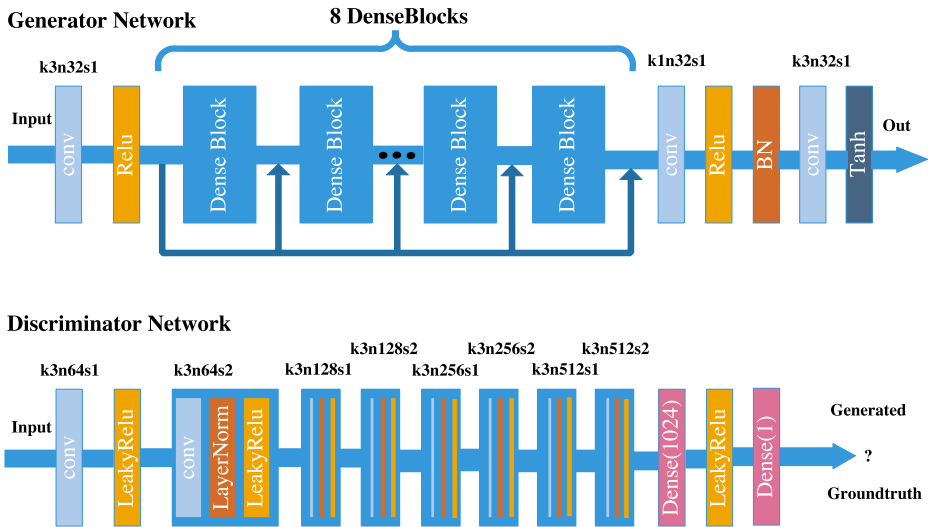 Generator Network
8 DenseBlocks
k3n32s1
k1n32s1
k3n32s1
Input
conv
Relu
Dense Block
Dense Block
Dense Block
Dense Block
conv
Relu
BN
conv
Tanh
Out
Discriminator Network
k3n64s1
k3n64s2
k3n128s1
k3n128s2
k3n256s1
k3n256s2
k3n512s1
k3n512s2
Input
conv
LeakyRelu
conv
LayerNorm
LeakyRelu
Dense(1024)
LeakyRelu
Dense(1)
Generated
?
Groundtruth